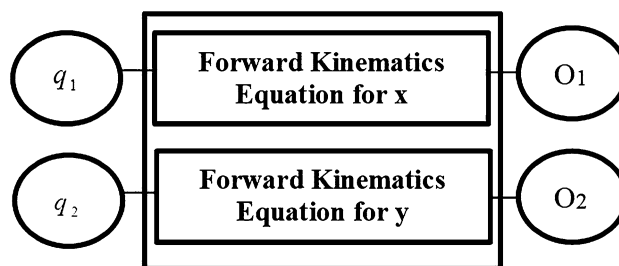 q1
Forward Kinematics
Equation for x
O1
q2
Forward Kinematics
Equation for y
O2